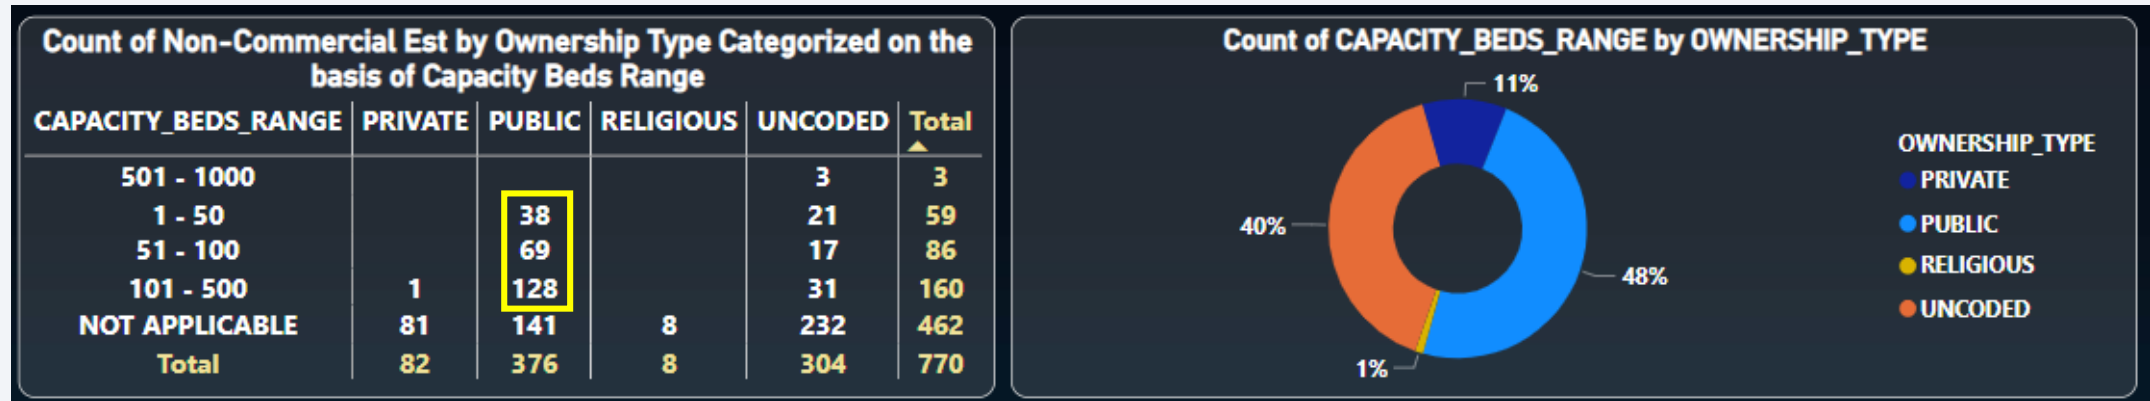 Count of Non-Commercial Est by Ownership Type Categorized on the
basis of Capacity Beds Range
CAPACITY_BEDS_RANGE PRIVATE PUBLIC RELIGIOUS UNCODED Total
501 - 1000 3 3
1 - 50 38 21 59
51 - 100 69 17 86
101 - 500 1 128 31 160
NOT APPLICABLE 81 141 8 232 462
Total 82 376 8 304 770
Count of CAPACITY_BEDS_RANGE by OWNERSHIP_TYPE
11%
40%
48%
1%
OWNERSHIP_TYPE
PRIVATE
PUBLIC
RELIGIOUS
UNCODED